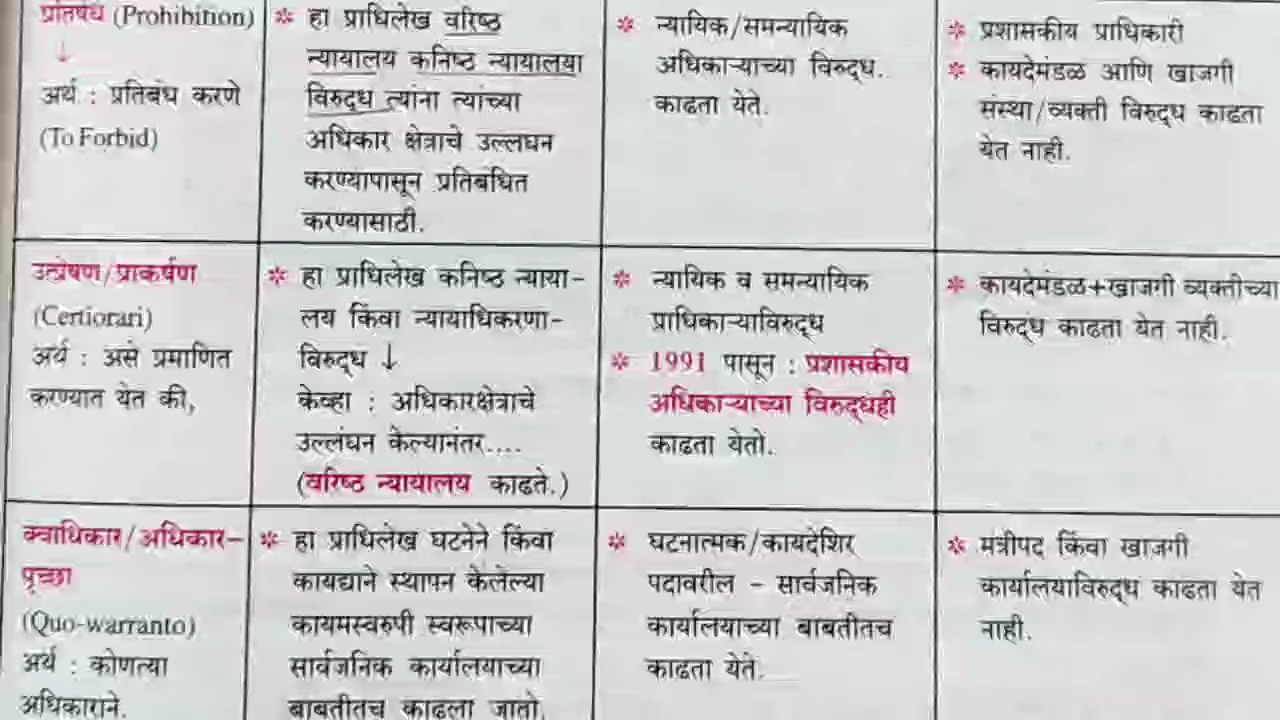 प्रतिषेध (Prohibition)
↓
अर्थ : प्रतिबंध करणे
(To Forbid)
* हा प्राधिलेख वरिष्ठ
न्यायालय कनिष्ठ न्यायालया
विरुद्ध त्यांना त्यांच्या
अधिकार क्षेत्राचे उल्लंघन
करण्यापासून प्रतिबंधित
करण्यासाठी.
* न्यायिक/समन्यायिक
अधिकाऱ्याच्या विरुद्ध.
काढता येते.
* प्रशासकीय प्राधिकारी
* कायदेमंडळ आणि खाजगी
संस्था/व्यक्ती विरुद्ध काढता
येत नाही.
उत्प्रेषण/प्राकर्षण
(Certiorari)
अर्थ : असे प्रमाणित
करण्यात येत की,
* हा प्राधिलेख कनिष्ठ न्याया-
लय किंवा न्यायाधिकरणा-
विरुद्ध ↓
केव्हा : अधिकारक्षेत्राचे
उल्लंघन केल्यानंतर....
(वरिष्ठ न्यायालय काढते.)
* न्यायिक व समन्यायिक
प्राधिकाऱ्याविरुद्ध
* 1991 पासून : प्रशासकीय
अधिकाऱ्याच्या विरुद्धही
काढता येतो.
* कायदेमंडळ+खाजगी व्यक्तीच्या
विरुद्ध काढता येत नाही.
क्वाधिकार/अधिकार-
पृच्छा
(Quo-warranto)
अर्थ : कोणत्या
अधिकाराने.
* हा प्राधिलेख घटनेने किंवा
कायद्याने स्थापन केलेल्या
कायमस्वरुपी स्वरूपाच्या
सार्वजनिक कार्यालयाच्या
बाबतीतच काढला जातो.
* घटनात्मक/कायदेशिर
पदावरील - सार्वजनिक
कार्यालयाच्या बाबतीतच
काढता येते.
* मंत्रीपद किंवा खाजगी
कार्यालयाविरुद्ध काढता येत
नाही.